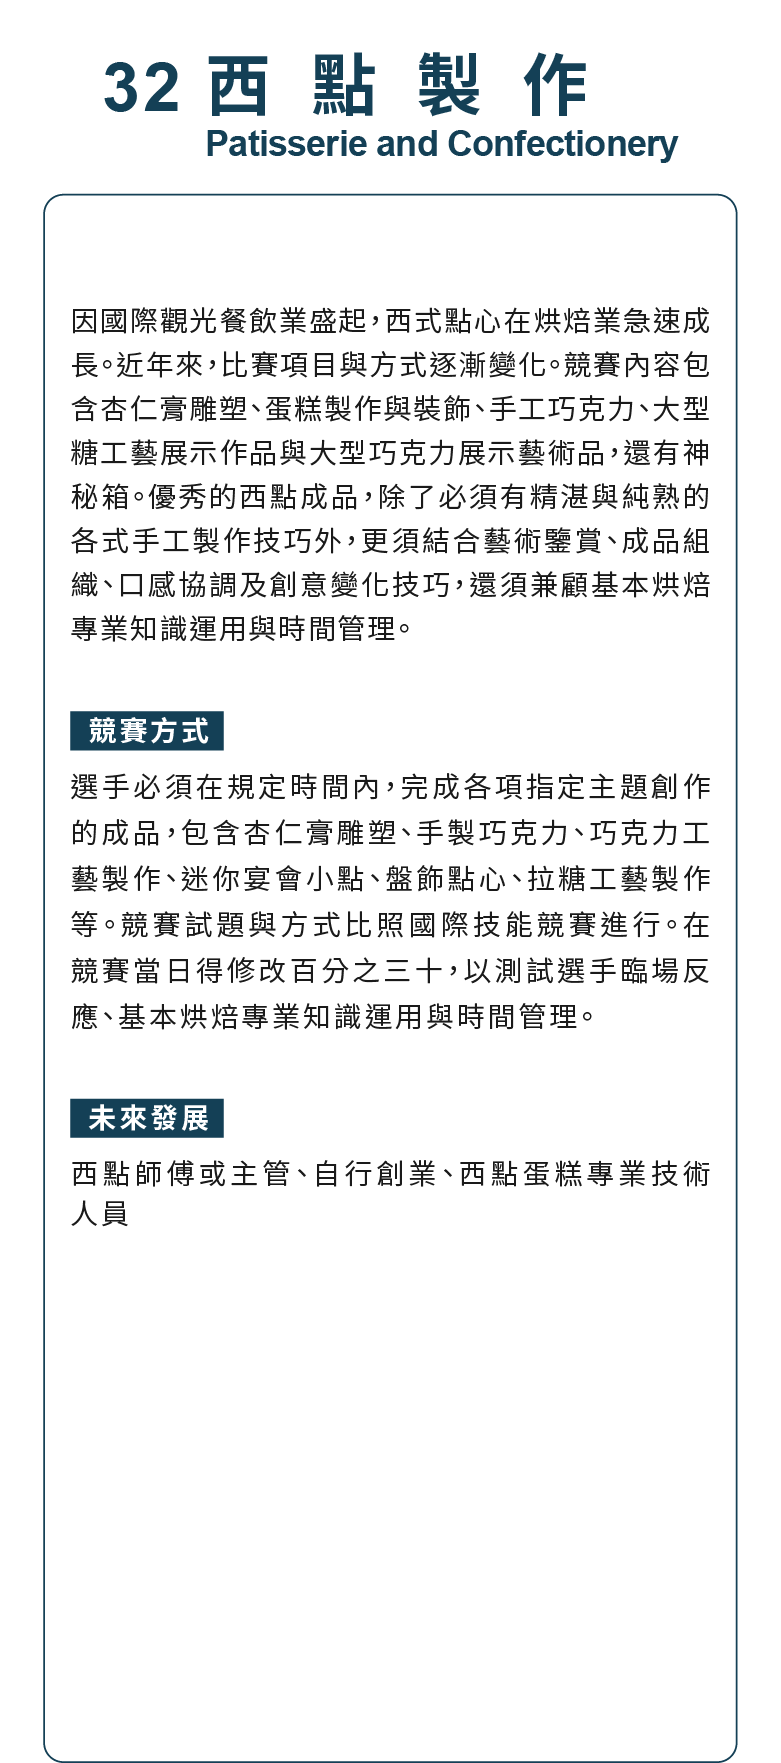 32 西點製作
Patisserie and Confectionery
因國際觀光餐飲業盛起，西式點心在烘焙業急速成
長。近年來，比賽項目與方式逐漸變化。競賽內容包
含杏仁膏雕塑、蛋糕製作與裝飾、手工巧克力、大型
糖工藝展示作品與大型巧克力展示藝術品，還有神
秘箱。優秀的西點成品，除了必須有精湛與純熟的
各式手工製作技巧外，更須結合藝術鑒賞、成品組
織、口感協調及創意變化技巧，還須兼顧基本烘焙
專業知識運用與時間管理。
競賽方式
選手必須在規定時間內，完成各項指定主題創作
的成品，包含杏仁膏雕塑、手製巧克力、巧克力工
藝製作、迷你宴會小點、盤飾點心、拉糖工藝製作
等。競賽試題與方式比照國際技能競賽進行。在
競賽當日得修改百分之三十，以測試選手臨場反
應、基本烘焙專業知識運用與時間管理。
未來發展
西點師傅或主管、自行創業、西點蛋糕專業技術
人員